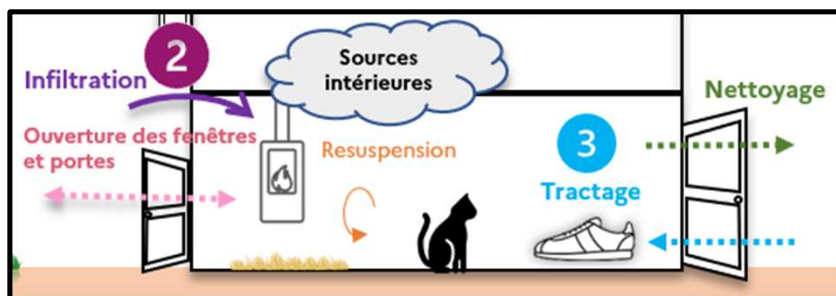 2
Infiltration
Ouverture des fenêtres
et portes
Sources
intérieures
Resuspension
3
Tractage
Nettoyage